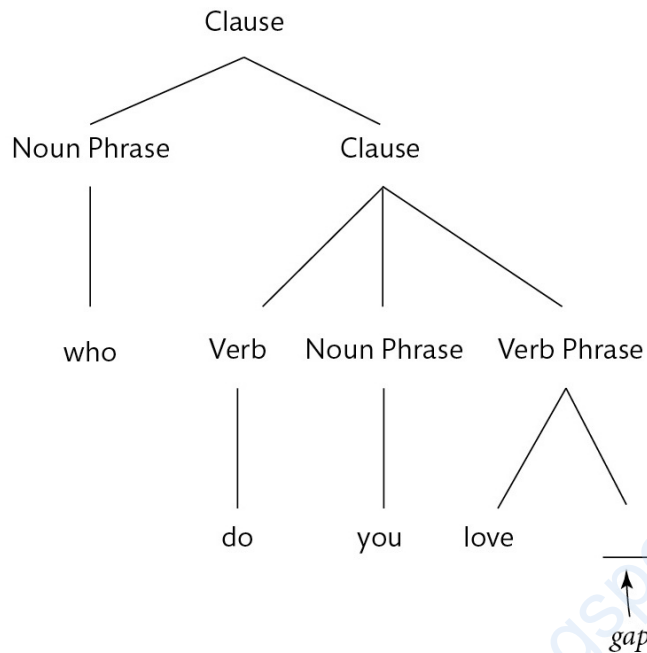 Clause
Noun Phrase Clause
who Verb Noun Phrase Verb Phrase
do you love
gap